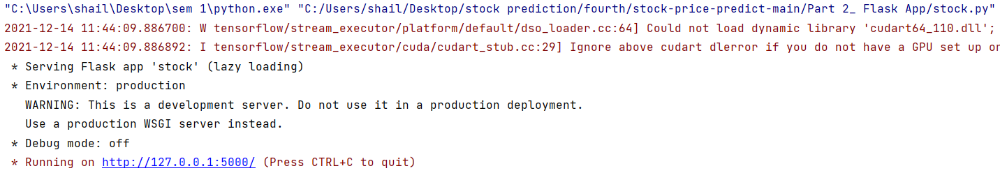 "C:\Users\shail\Desktop\sem 1\python.exe" "C:/Users/shail/Desktop/stock prediction/fourth/stock-price-predict-main/Part 2_ Flask App/stock.py"
2021-12-14 11:44:09.886700: W tensorflow/stream_executor/platform/default/dso_loader.cc:64] Could not load dynamic library 'cudart64_110.dll';
2021-12-14 11:44:09.886892: I tensorflow/stream_executor/cuda/cudart_stub.cc:29] Ignore above cudart dlerror if you do not have a GPU set up on
 * Serving Flask app 'stock' (lazy loading)
 * Environment: production
   WARNING: This is a development server. Do not use it in a production deployment.
   Use a production WSGI server instead.
 * Debug mode: off
 * Running on http://127.0.0.1:5000/ (Press CTRL+C to quit)